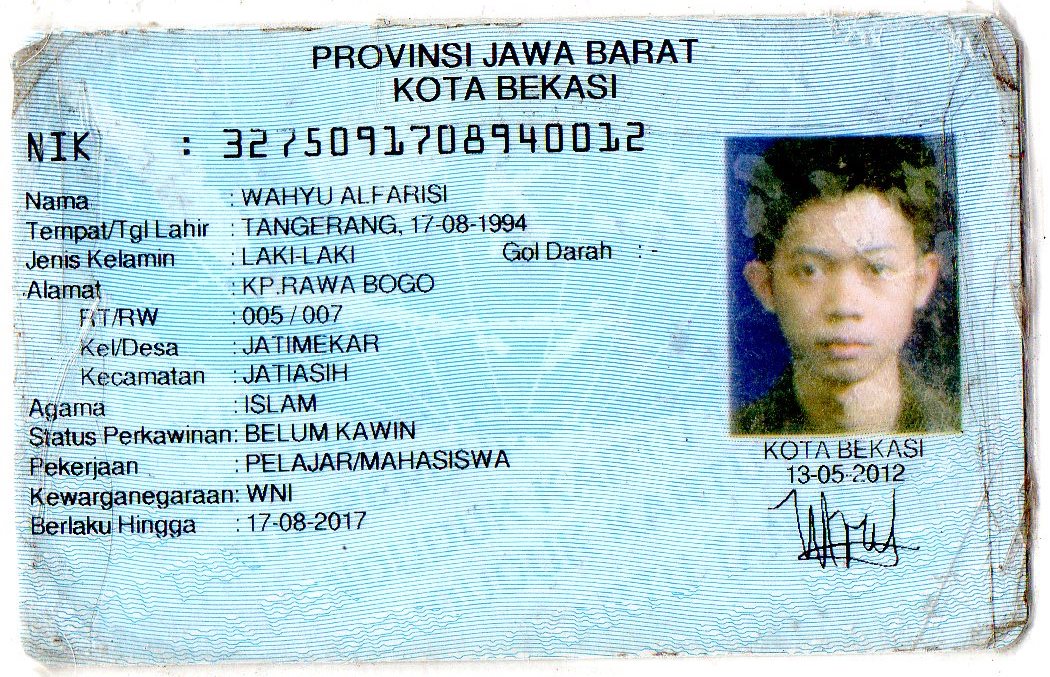 PROVINSI JAWA BARAT
KOTA BEKASI
NIK : 3275091708940012
Nama : WAHYU ALFARISI
Tempat/Tgl Lahir : TANGERANG, 17-08-1994
Jenis Kelamin : LAKI-LAKI Gol Darah : -
Alamat : KP.RAWA BOGO
RT/RW : 005 / 007
Kel/Desa : JATIMEKAR
Kecamatan : JATIASIH
Agama : ISLAM
Status Perkawinan: BELUM KAWIN
Pekerjaan : PELAJAR/MAHASISWA
Kewarganegaraan: WNI
Berlaku Hingga : 17-08-2017
KOTA BEKASI
13-05-2012